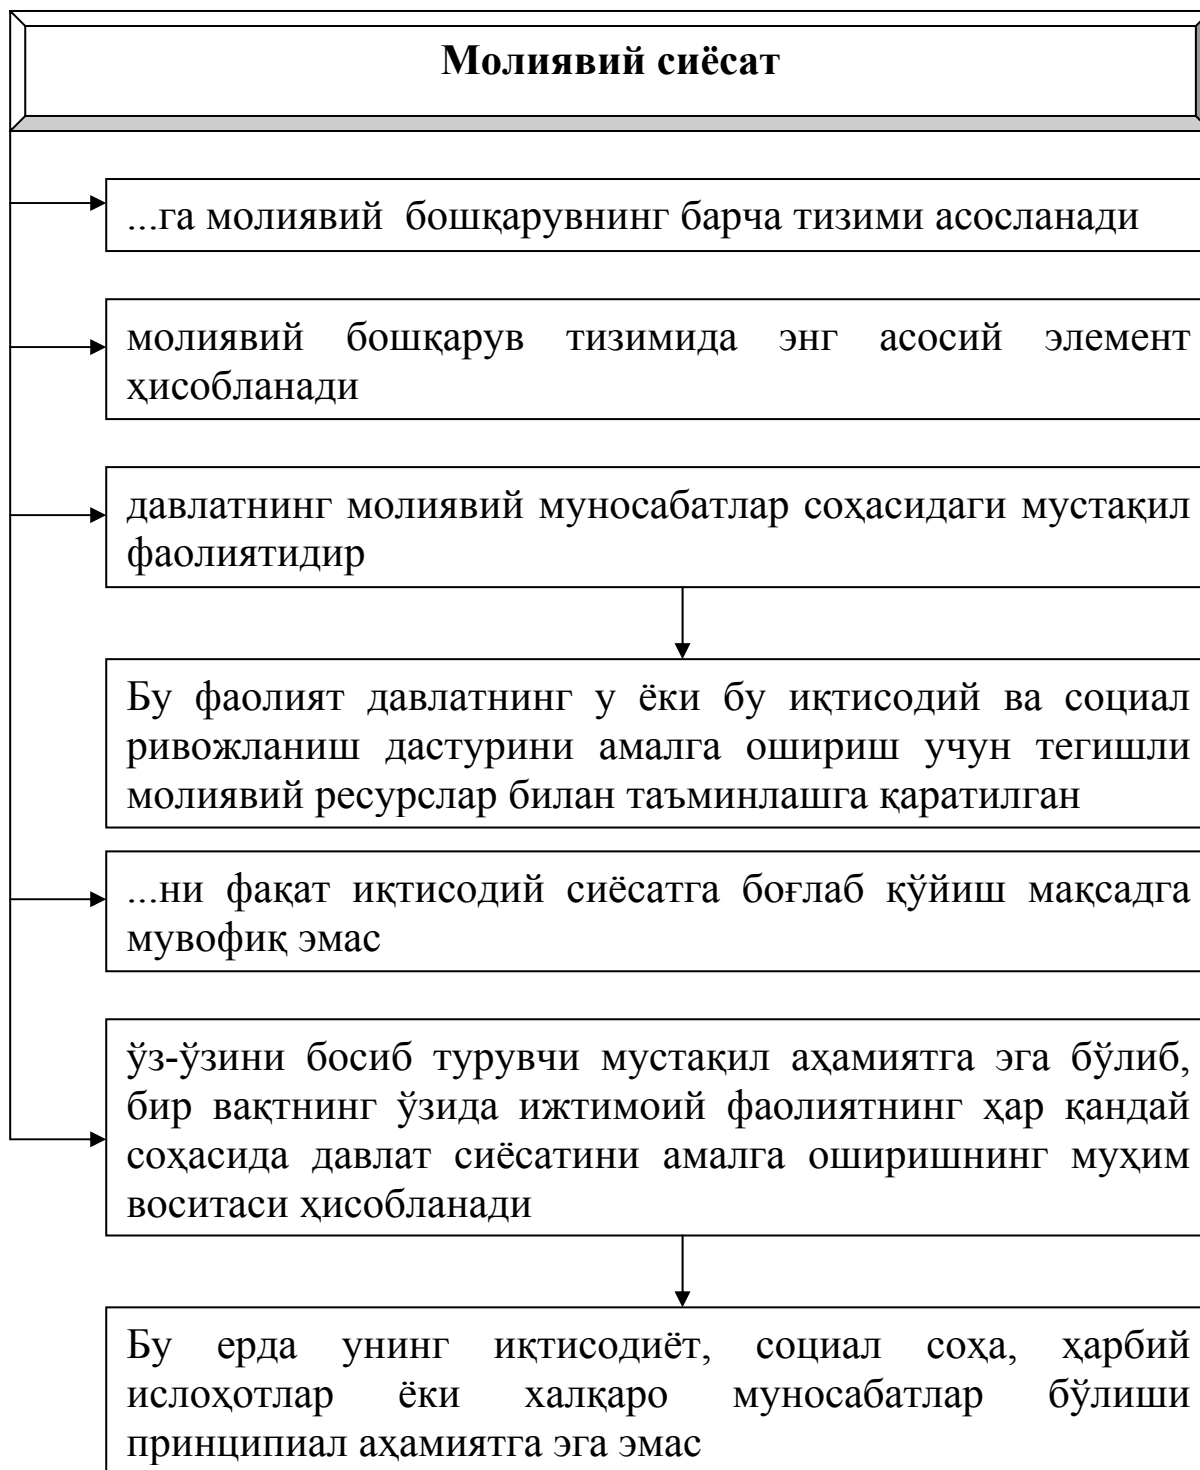 Молиявий сиёсат
...га молиявий бошқарувнинг барча тизими асосланади
молиявий бошқарув тизимида энг асосий элемент
ҳисобланади
давлатнинг молиявий муносабатлар соҳасидаги мустақил
фаолиятидир
Бу фаолият давлатнинг у ёки бу иқтисодий ва социал
ривожланиш дастурини амалга ошириш учун тегишли
молиявий ресурслар билан таъминлашга қаратилган
...ни фақат иқтисодий сиёсатга боғлаб қўйиш мақсадга
мувофиқ эмас
ўз-ўзини босиб турувчи мустақил аҳамиятга эга бўлиб,
бир вақтнинг ўзида ижтимоий фаолиятнинг ҳар қандай
соҳасида давлат сиёсатини амалга оширишнинг муҳим
воситаси ҳисобланади
Бу ерда унинг иқтисодиёт, социал соҳа, ҳарбий
ислоҳотлар ёки халқаро муносабатлар бўлиши
принципиал аҳамиятга эга эмас